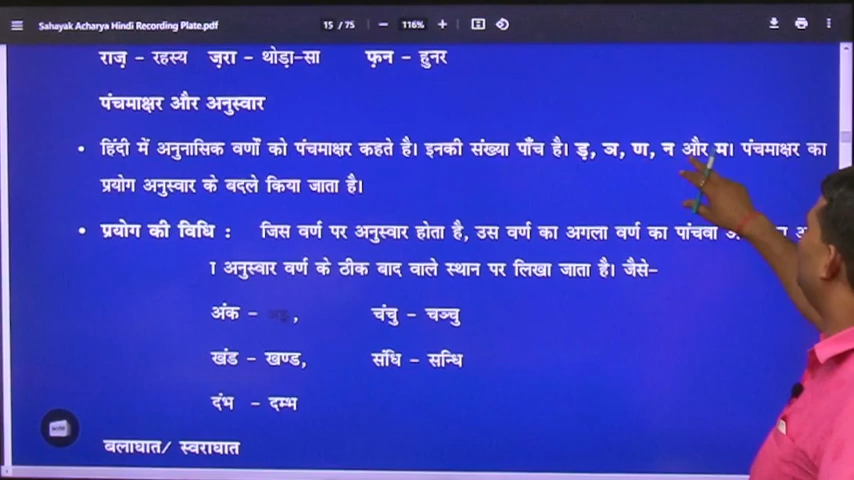 Sahayak Acharya Hindi Recording Plate.pdf 15 / 75 — 116% +
राज़ – रहस्य ज़रा – थोड़ा-सा फ़न – हुनर
पंचमाक्षर और अनुस्वार
• हिंदी में अनुनासिक वर्णों को पंचमाक्षर कहते है। इनकी संख्या पाँच है। ड़, ञ, ण, न और म। पंचमाक्षर का
प्रयोग अनुस्वार के बदले किया जाता है।
• प्रयोग की विधि : जिस वर्ण पर अनुस्वार होता है, उस वर्ण का अगला वर्ण का पांचवा
अनुस्वार वर्ण के ठीक बाद वाले स्थान पर लिखा जाता है। जैसे–
अंक – , चंचु – चञ्चु
खंड – खण्ड, संधि – सन्धि
दंभ – दम्भ
बलाघात/ स्वराघात